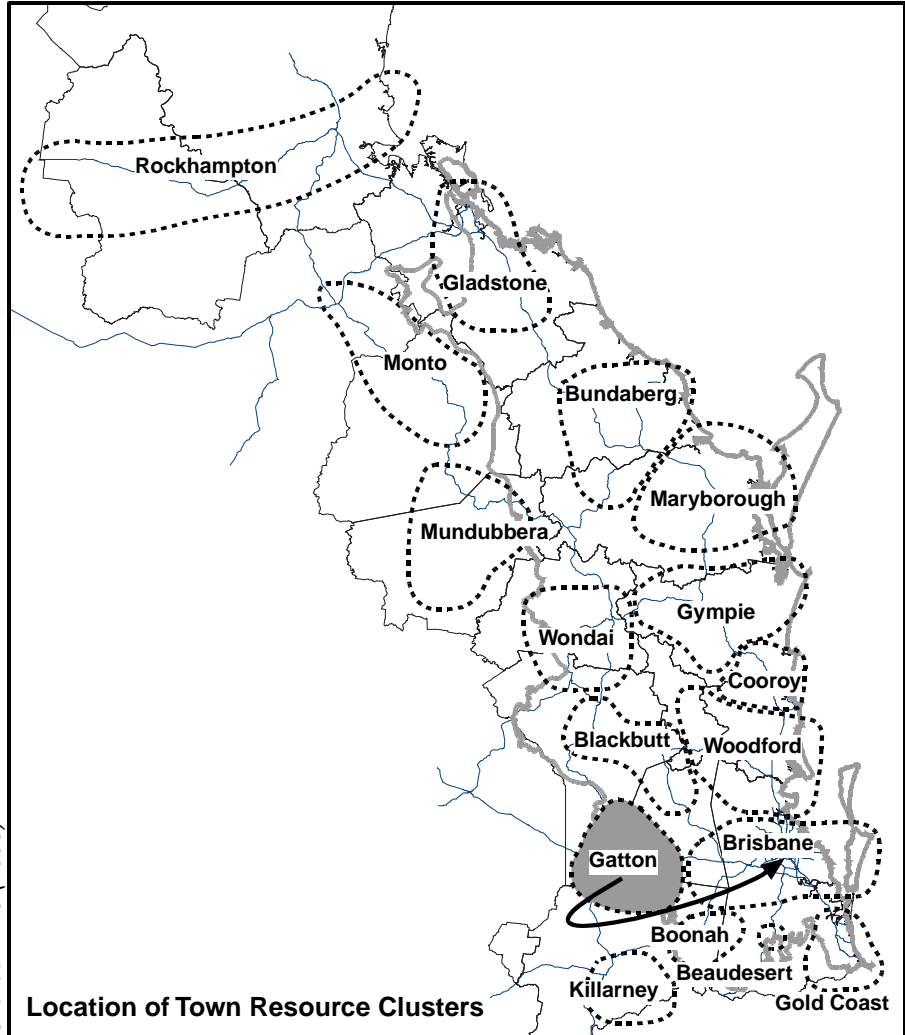 Rockhampton
Gladstone
Monto
Bundaberg
Maryborough
Mundubbera
Gympie
Wondai
Cooroy
Blackbutt
Woodford
Brisbane
Gatton
Boonah
Beaudesert
Killarney
Gold Coast
Location of Town Resource Clusters